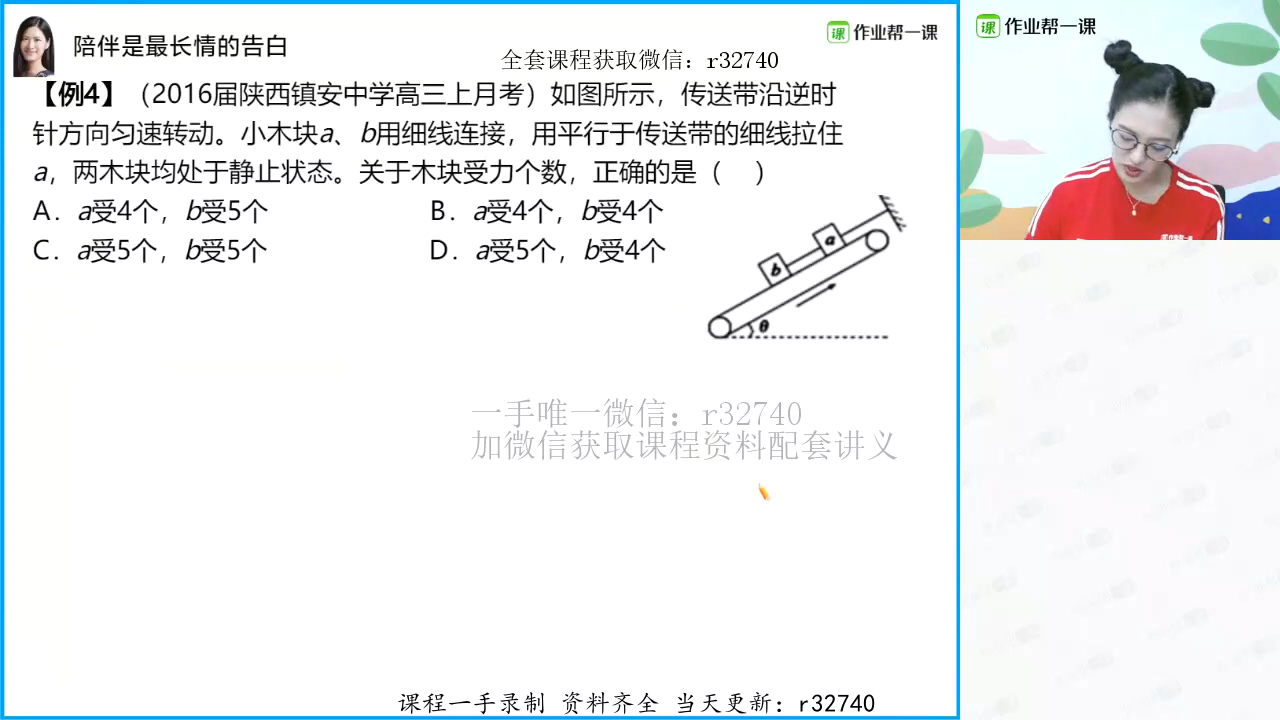 陪伴是最长情的告白
课 作业帮一课
课 作业帮一课
全套课程获取微信：r32740
【例4】（2016届陕西镇安中学高三上月考）如图所示，传送带沿逆时
针方向匀速转动。小木块a、b用细线连接，用平行于传送带的细线拉住
a，两木块均处于静止状态。关于木块受力个数，正确的是（ ）
A．a受4个，b受5个 B．a受4个，b受4个
C．a受5个，b受5个 D．a受5个，b受4个
a
b
θ
一手唯一微信：r32740
加微信获取课程资料配套讲义
课程一手录制 资料齐全 当天更新：r32740